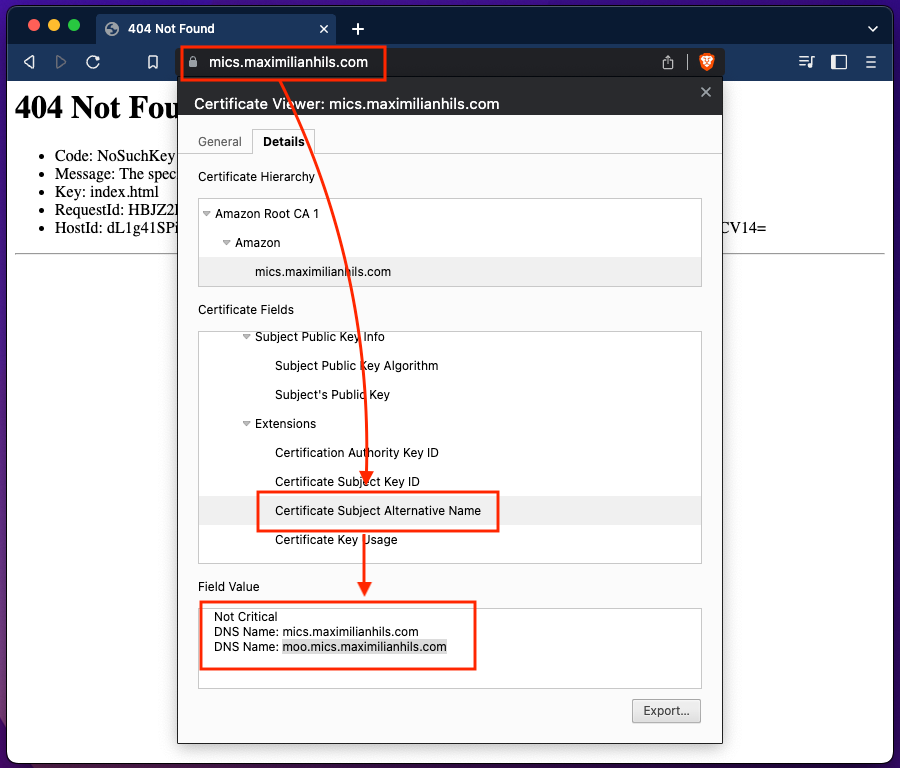 404 Not Found
mics.maximilianhils.com
404 Not Fou
Code: NoSuchKey
Message: The spec
Key: index.html
RequestId: HBJZ2
HostId: dL1g41SPi
CV14=
Certificate Viewer: mics.maximilianhils.com
General
Details
Certificate Hierarchy
Amazon Root CA 1
Amazon
mics.maximilianhils.com
Certificate Fields
Subject Public Key Info
Subject Public Key Algorithm
Subject's Public Key
Extensions
Certification Authority Key ID
Certificate Subject Key ID
Certificate Subject Alternative Name
Certificate Key Usage
Field Value
Not Critical
DNS Name: mics.maximilianhils.com
DNS Name: moo.mics.maximilianhils.com
Export...